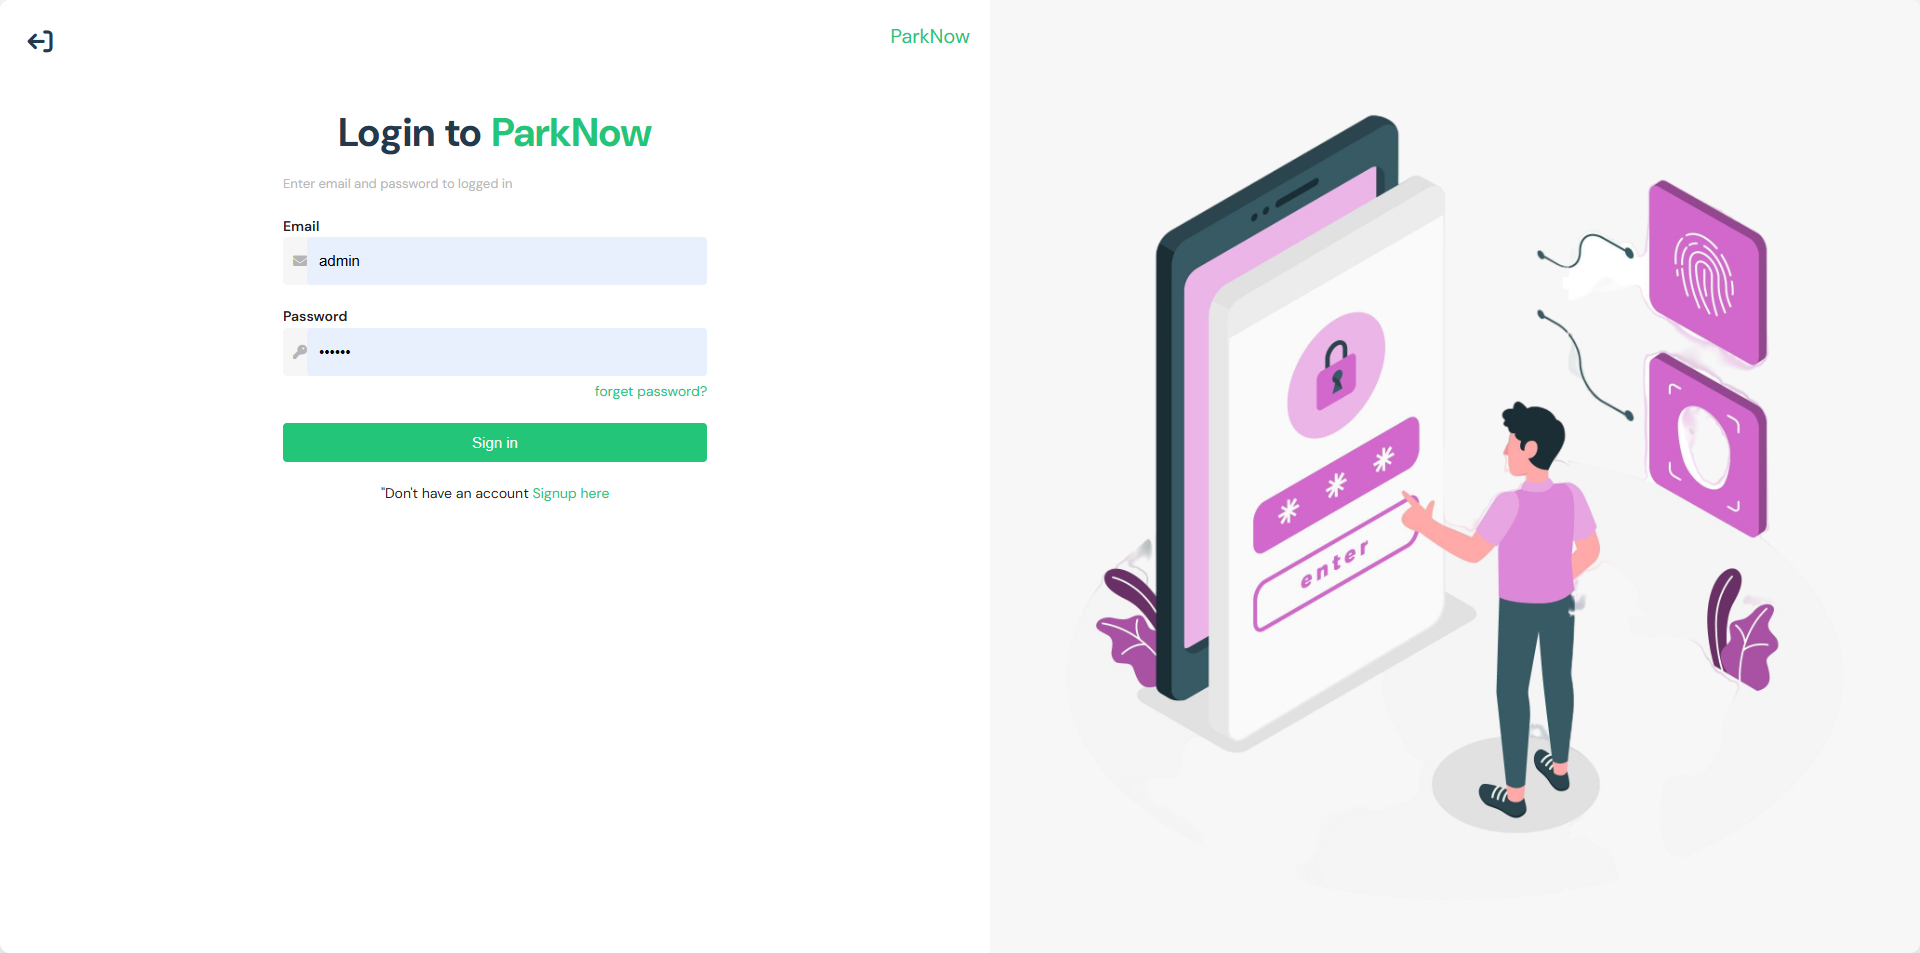 ParkNow
Login to ParkNow
Enter email and password to logged in
Email
admin
Password
••••••
forget password?
Sign in
"Don't have an account Signup here
* * *
enter